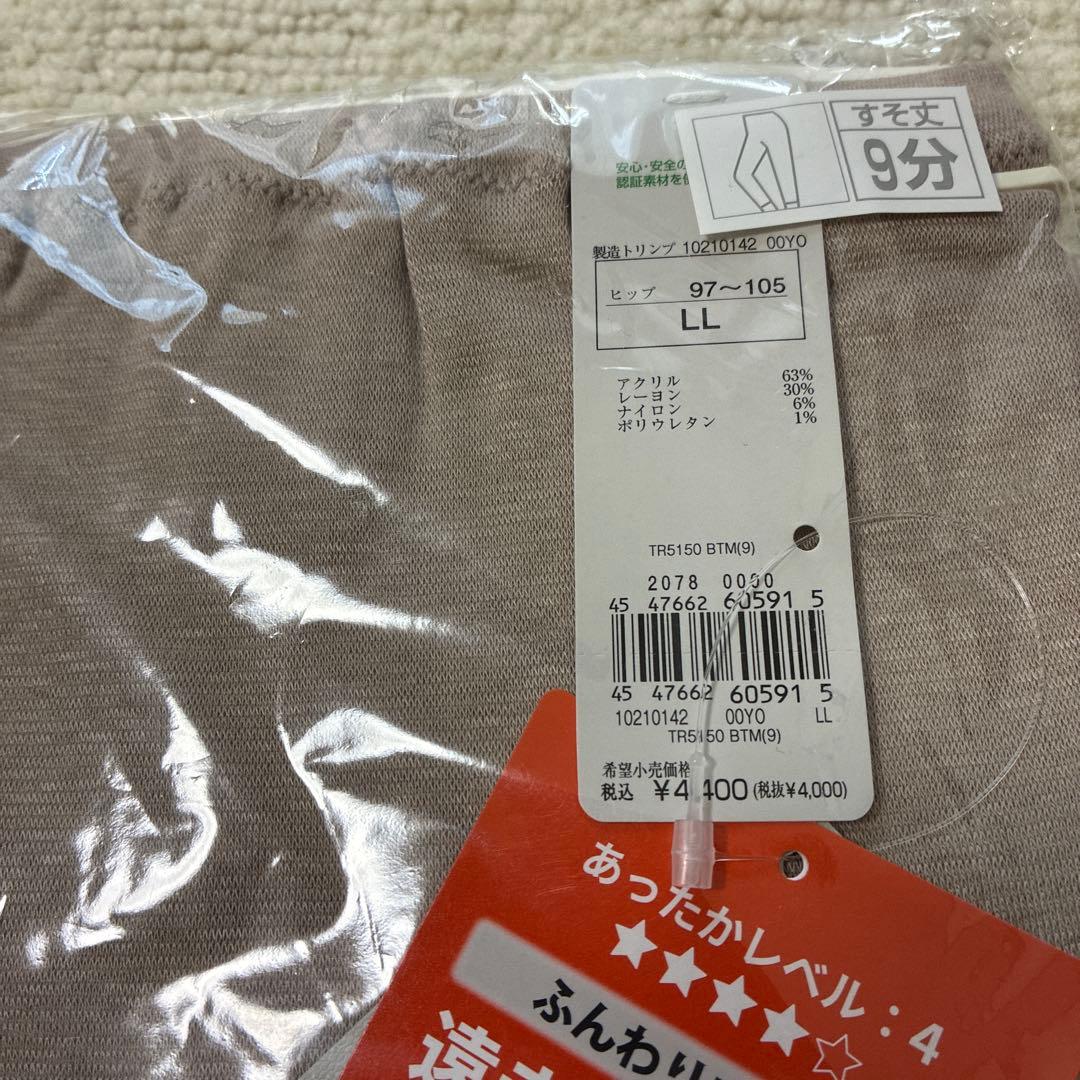 すそ丈
9分
安心・安全の
認証素材を使
製造トリンプ 10210142 00YO
ヒップ 97〜105
LL
アクリル 63%
レーヨン 30%
ナイロン 6%
ポリウレタン 1%
TR5150 BTM(9)
2078 0000
45 47662 60591 5
45 47662 60591 5
10210142 00YO LL
TR5150 BTM(9)
希望小売価格
税込 ¥4,400 (税抜¥4,000)
あったかレベル:4
★★★★☆
ふんわり
遠